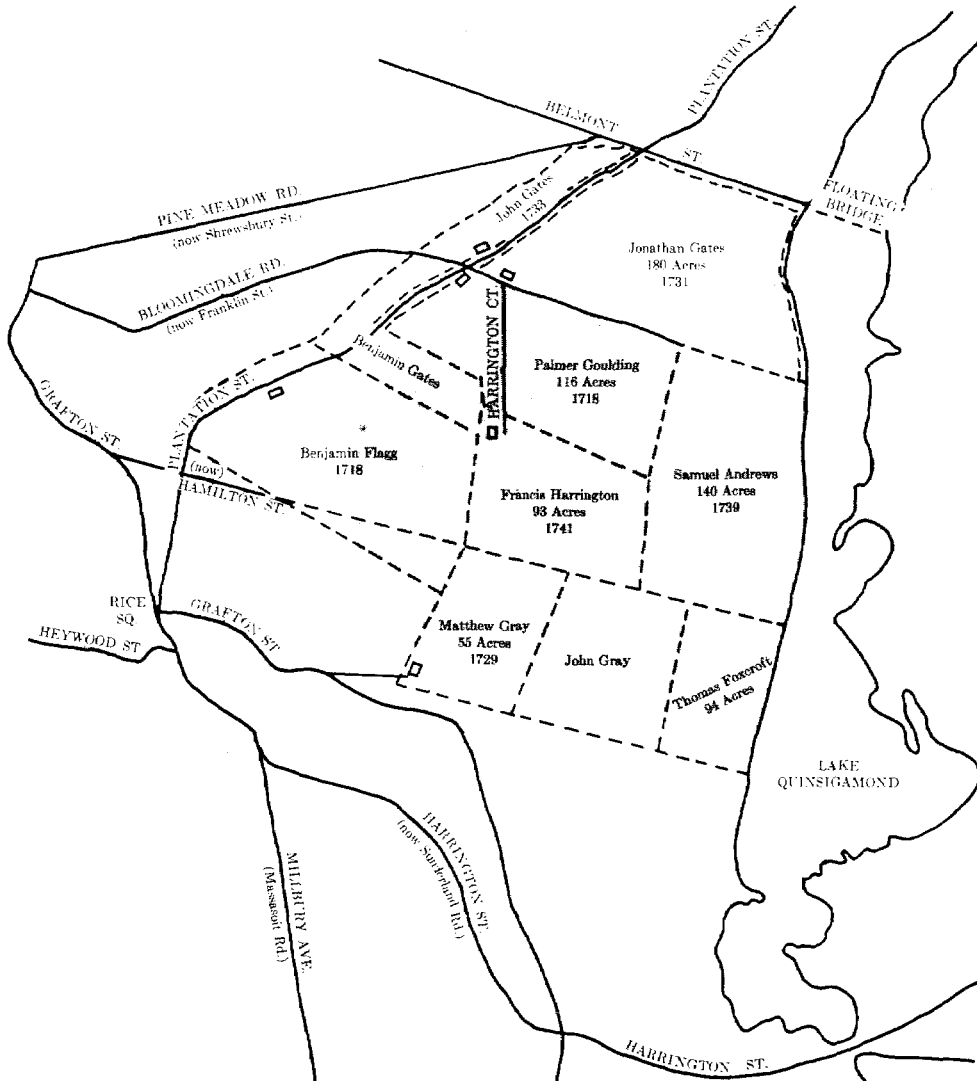 PLANTATION ST.
BELMONT
ST.
FLOATING
BRIDGE
PINE MEADOW RD.
(now Shrewsbury St.)
John Gates
1733
Jonathan Gates
180 Acres
1731
BLOOMINGDALE RD.
(now Franklin St.)
HARRINGTON CT.
Benjamin Gates
Palmer Goulding
116 Acres
1718
GRAFTON ST.
PLANTATION ST.
Benjamin Flagg
1718
(now)
HAMILTON ST.
Francis Harrington
93 Acres
1741
Samuel Andrews
140 Acres
1739
RICE
SQ.
HEYWOOD ST
GRAFTON ST
Matthew Gray
55 Acres
1729
John Gray
Thomas Foxcroft
94 Acres
LAKE
QUINSIGAMOND
HARRINGTON ST.
(now Sunderland Rd.)
MILLBURY AVE.
(Massasoit Rd.)
HARRINGTON ST.